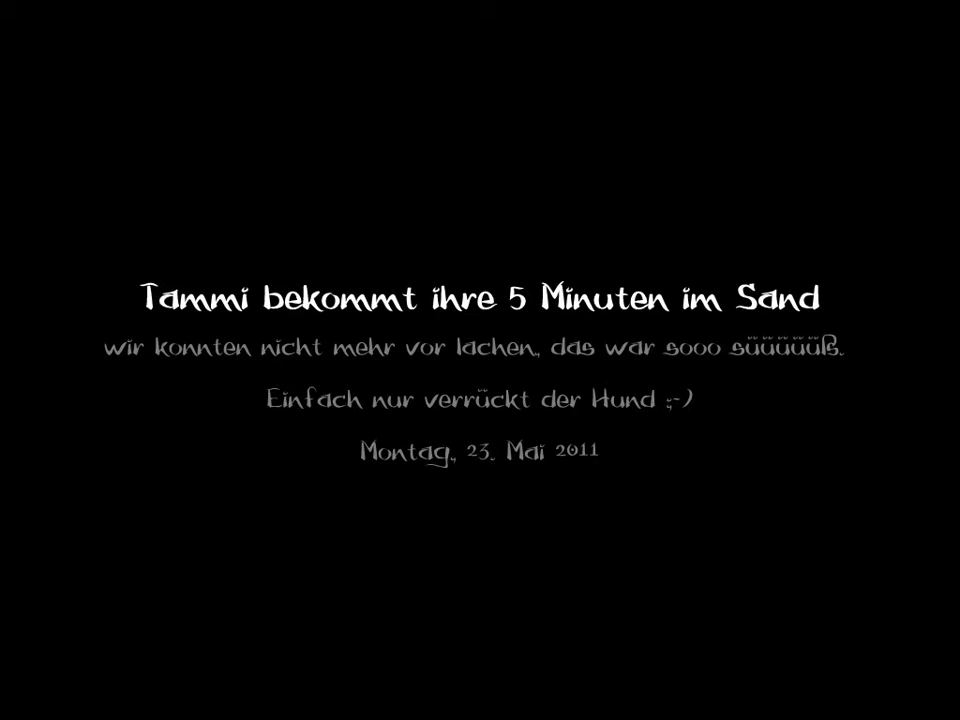 Tammi bekommt ihre 5 Minuten im Sand
wir konnten nicht mehr vor lachen, das war sooo süüüüüß.
Einfach nur verrückt der Hund ;-)
Montag, 23. Mai 2011